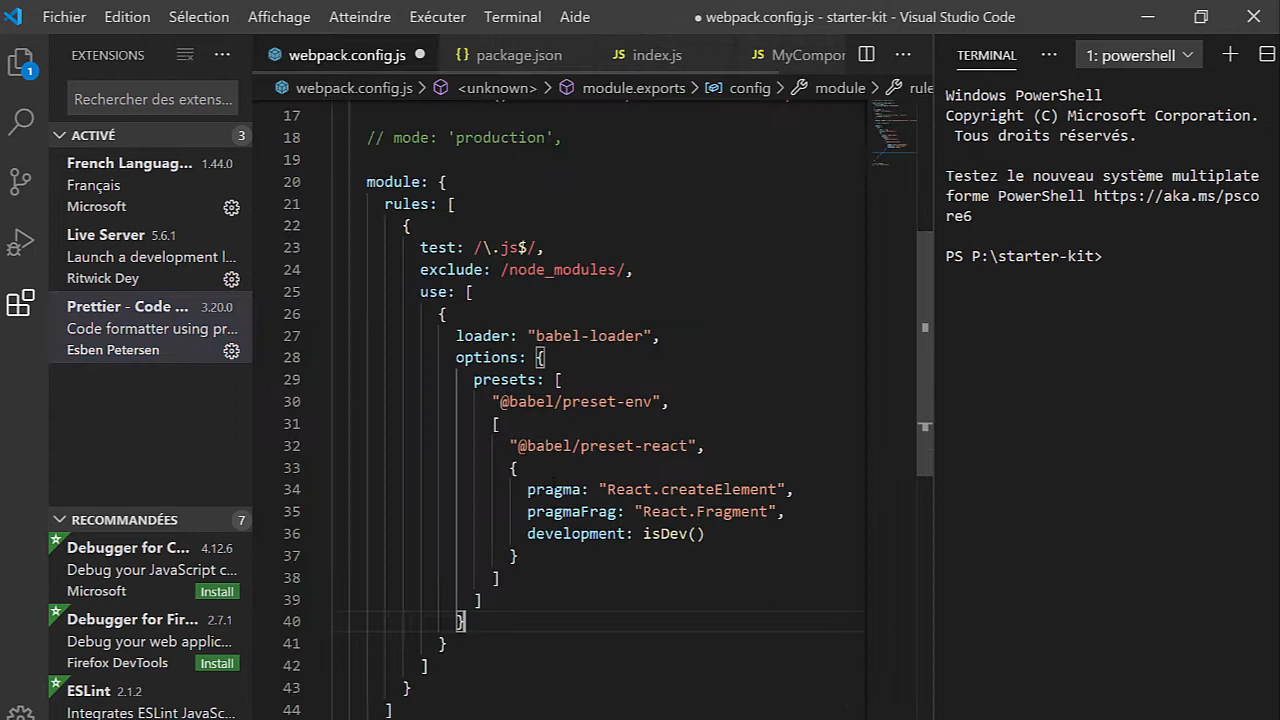 Fichier Edition Sélection Affichage Atteindre Exécuter Terminal Aide ● webpack.config.js - starter-kit - Visual Studio Code
1
EXTENSIONS
Rechercher des extens...
ACTIVÉ 3
French Languag... 1.44.0
Français
Microsoft
Live Server 5.6.1
Launch a development l...
Ritwick Dey
Prettier - Code ... 3.20.0
Code formatter using pr...
Esben Petersen
RECOMMANDÉES 7
Debugger for C... 4.12.6
Debug your JavaScript c...
Microsoft Install
Debugger for Fir... 2.7.1
Debug your web applic...
Firefox DevTools Install
ESLint 2.1.2
Integrates ESLint JavaSc...
webpack.config.js ● package.json JS index.js JS MyCompor
webpack.config.js > <unknown> > module.exports > config > module > rule
17
18 // mode: 'production',
19
20 module: {
21 rules: [
22 {
23 test: /\.js$/,
24 exclude: /node_modules/,
25 use: [
26 {
27 loader: "babel-loader",
28 options: {
29 presets: [
30 "@babel/preset-env",
31 [
32 "@babel/preset-react",
33 {
34 pragma: "React.createElement",
35 pragmaFrag: "React.Fragment",
36 development: isDev()
37 }
38 ]
39 ]
40 }
41 }
42 ]
43 }
44 ]
TERMINAL 1: powershell
Windows PowerShell
Copyright (C) Microsoft Corporation.
Tous droits réservés.
Testez le nouveau système multiplate
forme PowerShell https://aka.ms/psco
re6
PS P:\starter-kit>